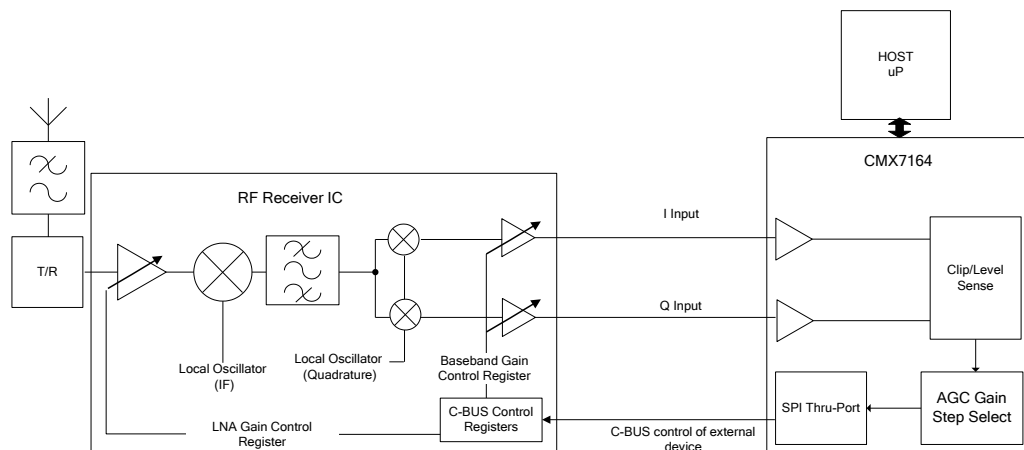 HOST
uP
CMX7164
RF Receiver IC
I Input
T/R
Clip/Level
Sense
Q Input
Local Oscillator
(IF)
Local Oscillator
(Quadrature)
Baseband Gain
Control Register
SPI Thru-Port
AGC Gain
Step Select
C-BUS Control
Registers
LNA Gain Control
Register
C-BUS control of external
device